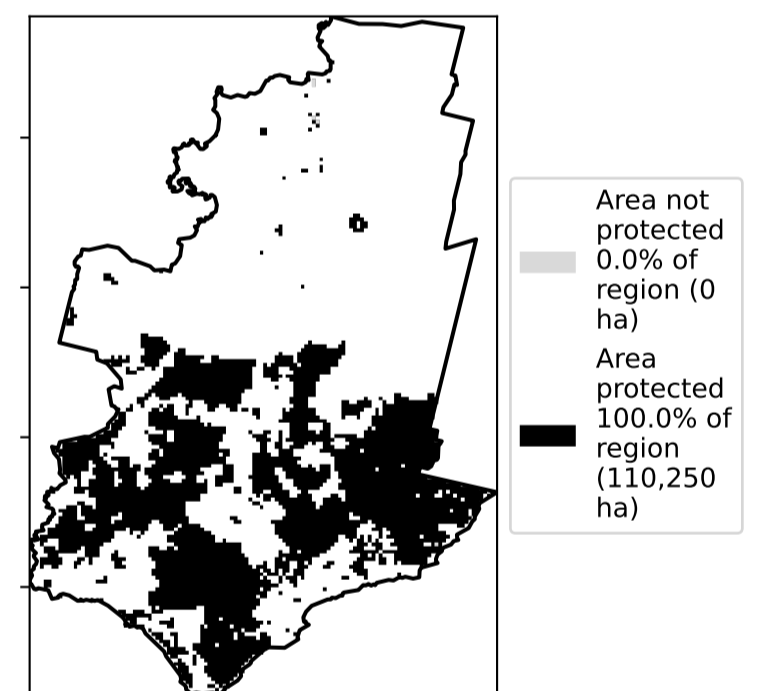 Area not
protected
0.0% of
region (0
ha)
Area
protected
100.0% of
region
(110,250
ha)